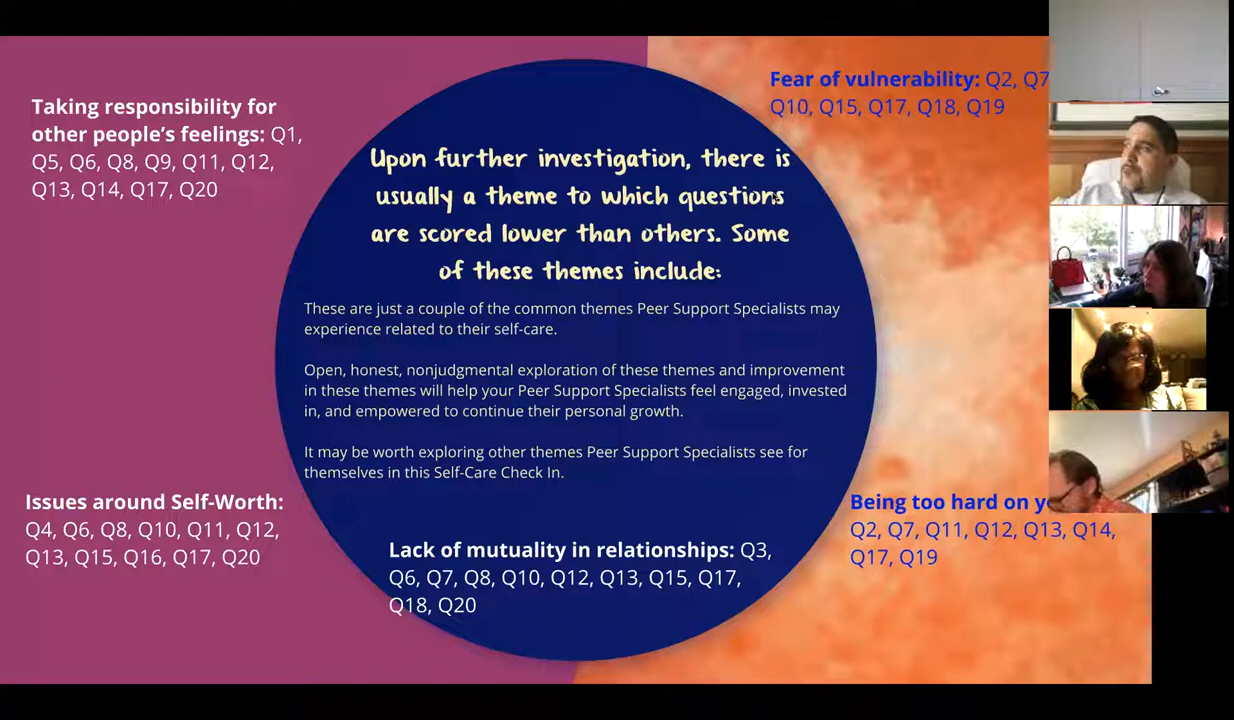 Taking responsibility for
other people's feelings: Q1,
Q5, Q6, Q8, Q9, Q11, Q12,
Q13, Q14, Q17, Q20
Fear of vulnerability: Q2, Q7
Q10, Q15, Q17, Q18, Q19
Upon further investigation, there is
usually a theme to which questions
are scored lower than others. Some
of these themes include:
These are just a couple of the common themes Peer Support Specialists may
experience related to their self-care.
Open, honest, nonjudgmental exploration of these themes and improvement
in these themes will help your Peer Support Specialists feel engaged, invested
in, and empowered to continue their personal growth.
It may be worth exploring other themes Peer Support Specialists see for
themselves in this Self-Care Check In.
Issues around Self-Worth:
Q4, Q6, Q8, Q10, Q11, Q12,
Q13, Q15, Q16, Q17, Q20
Lack of mutuality in relationships: Q3,
Q6, Q7, Q8, Q10, Q12, Q13, Q15, Q17,
Q18, Q20
Being too hard on
Q2, Q7, Q11, Q12, Q13, Q14,
Q17, Q19